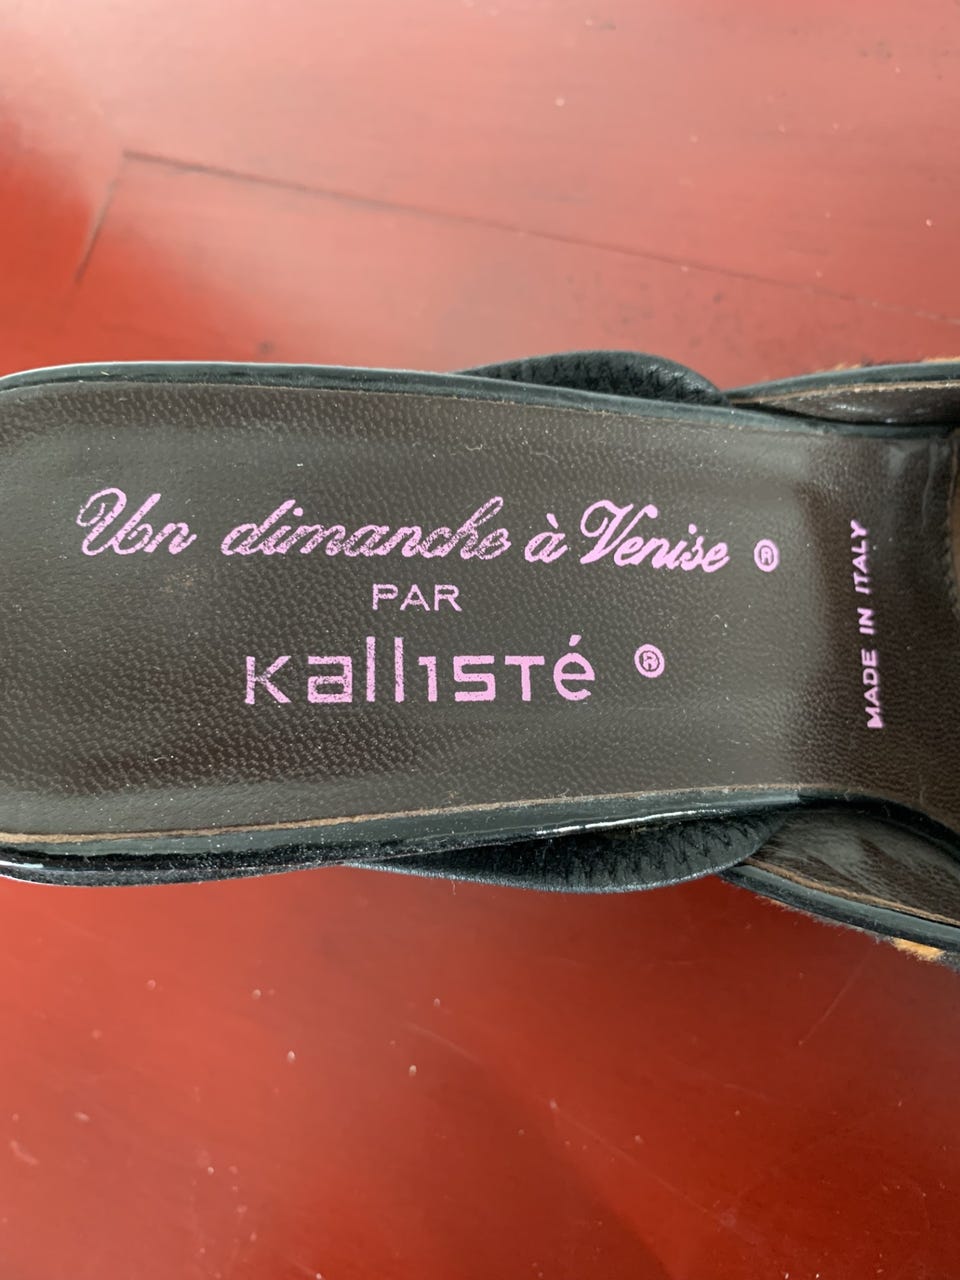 Un dimanche à Venise ®
PAR
Kallisté ®
MADE IN ITALY